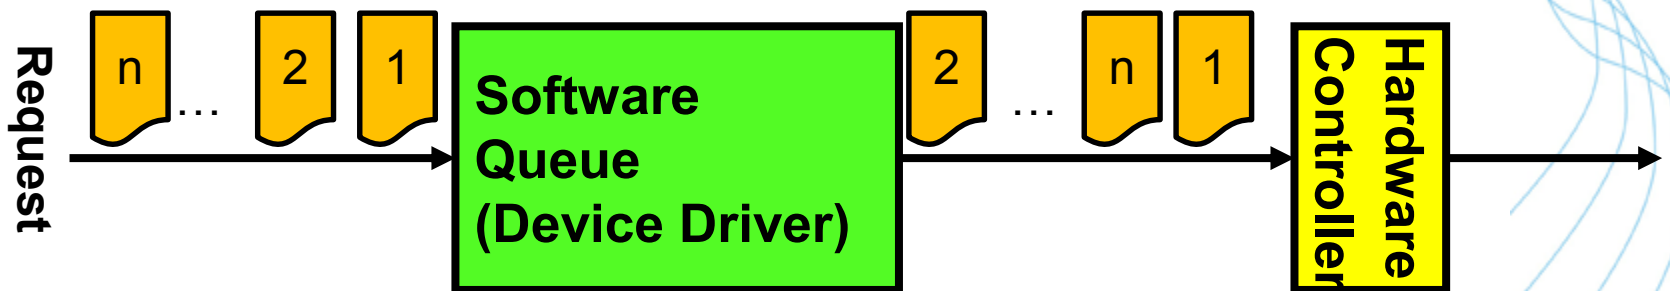 Request
n
...
2
1
Software
Queue
(Device Driver)
2
...
n
1
Hardware
Controller